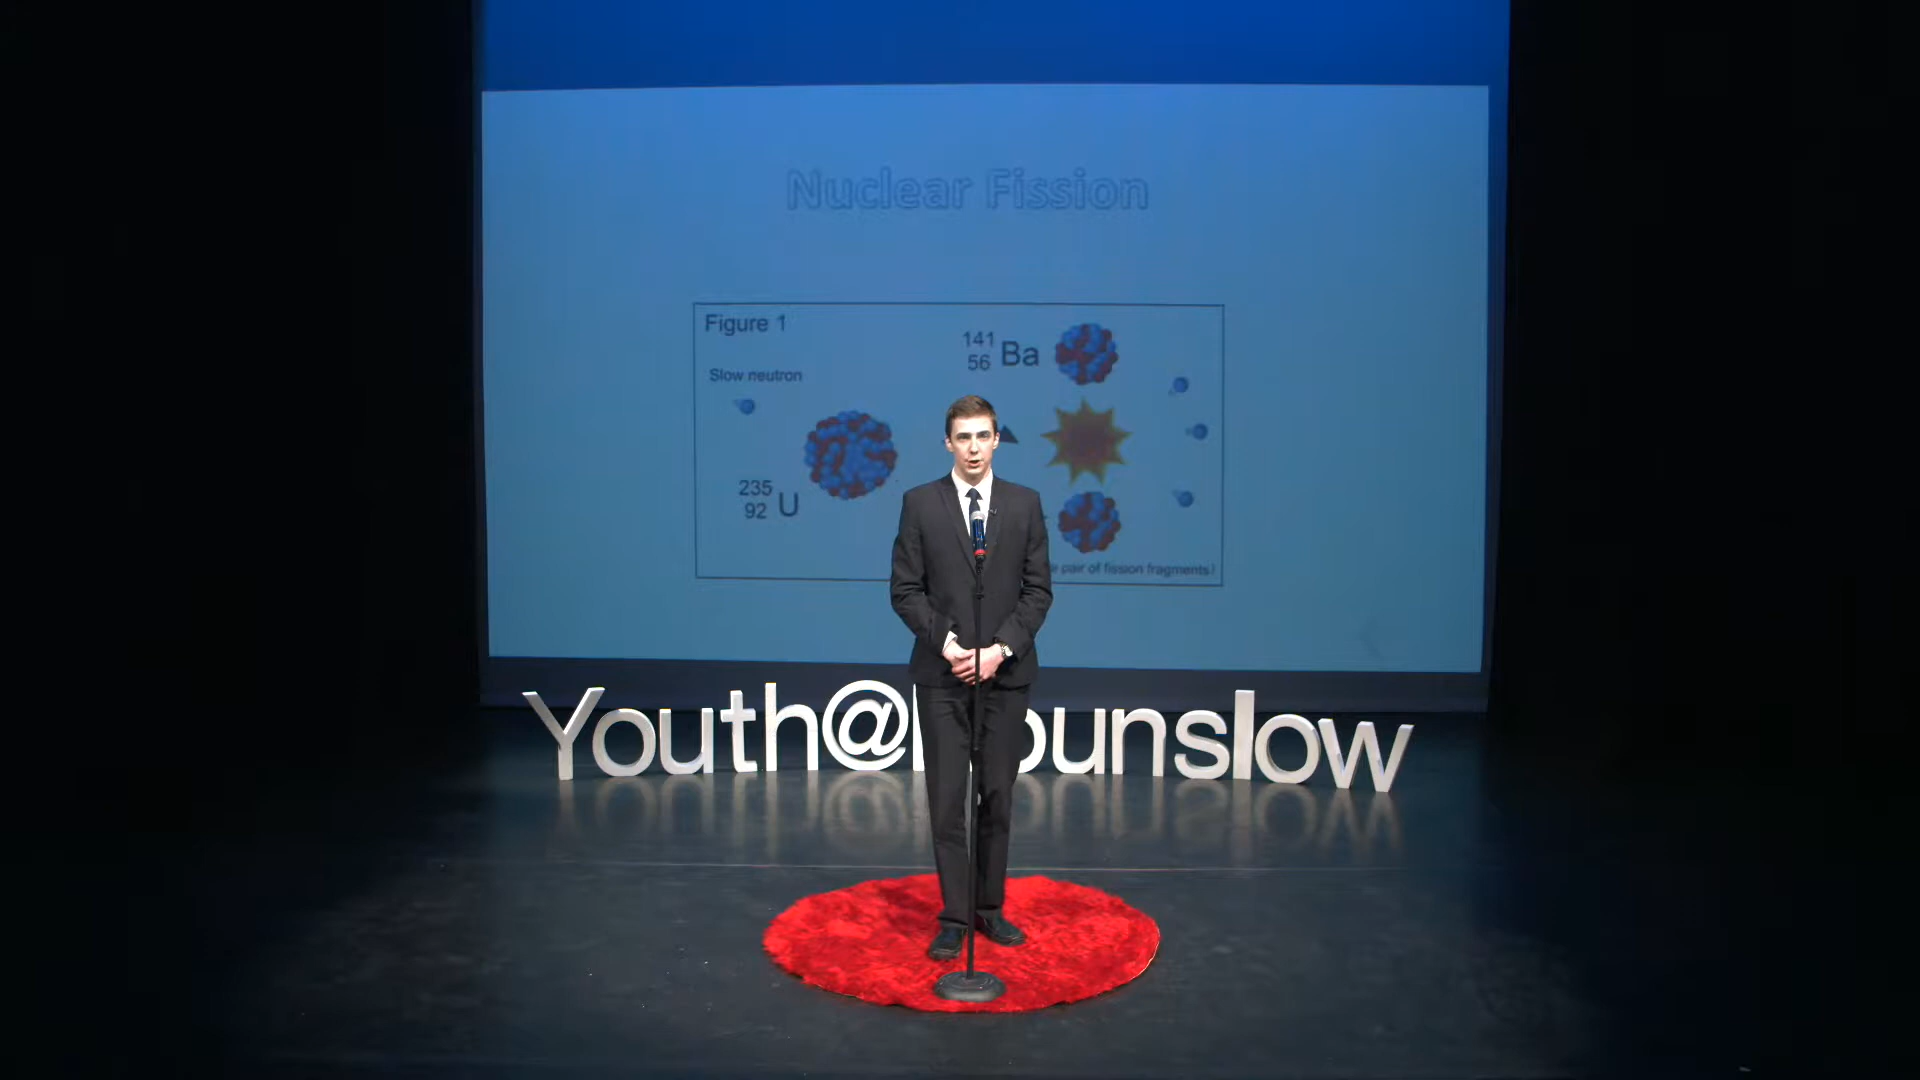 Nuclear Fission
Figure 1
141
56 Ba
Slow neutron
235
92 U
pair of fission fragments)
Youth@ounslow